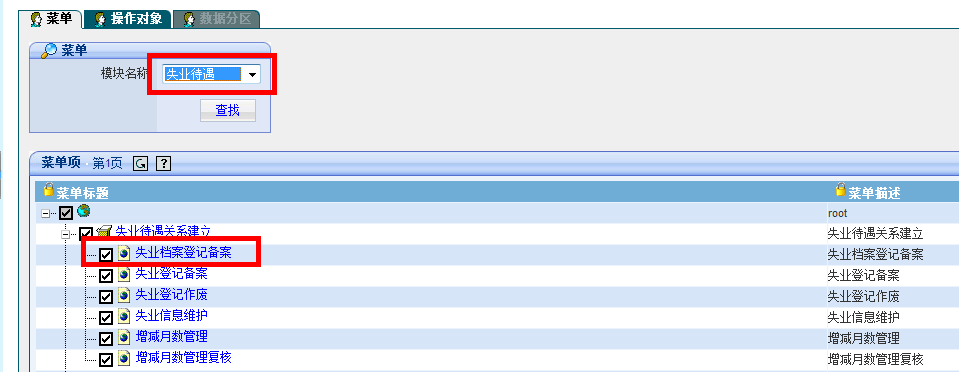 菜单 操作对象 数据分区
菜单
模块名称 失业待遇
查找
菜单项 - 第1页 ?
菜单标题 菜单描述
root
失业待遇关系建立 失业待遇关系建立
失业档案登记备案 失业档案登记备案
失业登记备案 失业登记备案
失业登记作废 失业登记作废
失业信息维护 失业信息维护
增减月数管理 增减月数管理
增减月数管理复核 增减月数管理复核